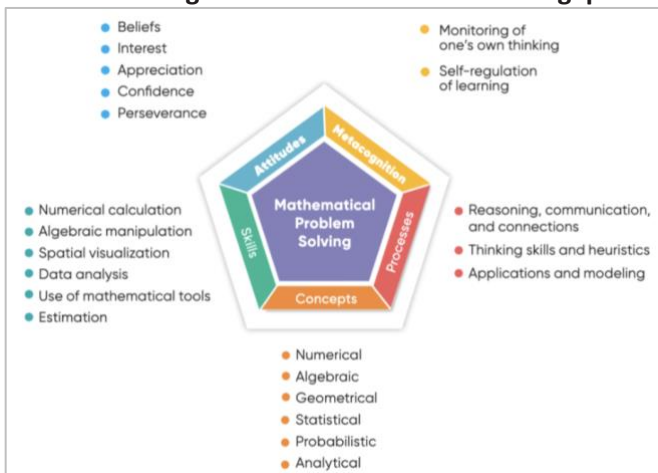 Beliefs
Interest
Appreciation
Confidence
Perseverance
Monitoring of
one's own thinking
Self-regulation
of learning
Attitudes
Metacognition
Mathematical
Problem
Solving
Skills
Processes
Concepts
Numerical calculation
Algebraic manipulation
Spatial visualization
Data analysis
Use of mathematical tools
Estimation
Reasoning, communication,
and connections
Thinking skills and heuristics
Applications and modeling
Numerical
Algebraic
Geometrical
Statistical
Probabilistic
Analytical